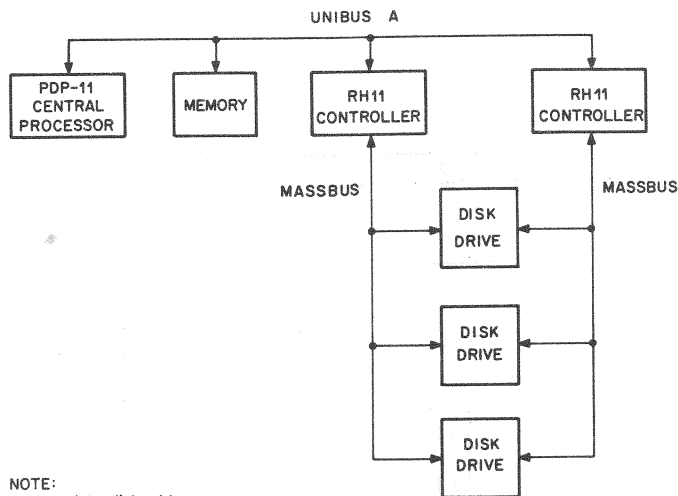 UNIBUS A
PDP-11
CENTRAL
PROCESSOR
MEMORY
RH11
CONTROLLER
RH11
CONTROLLER
MASSBUS
MASSBUS
DISK
DRIVE
DISK
DRIVE
DISK
DRIVE
NOTE: